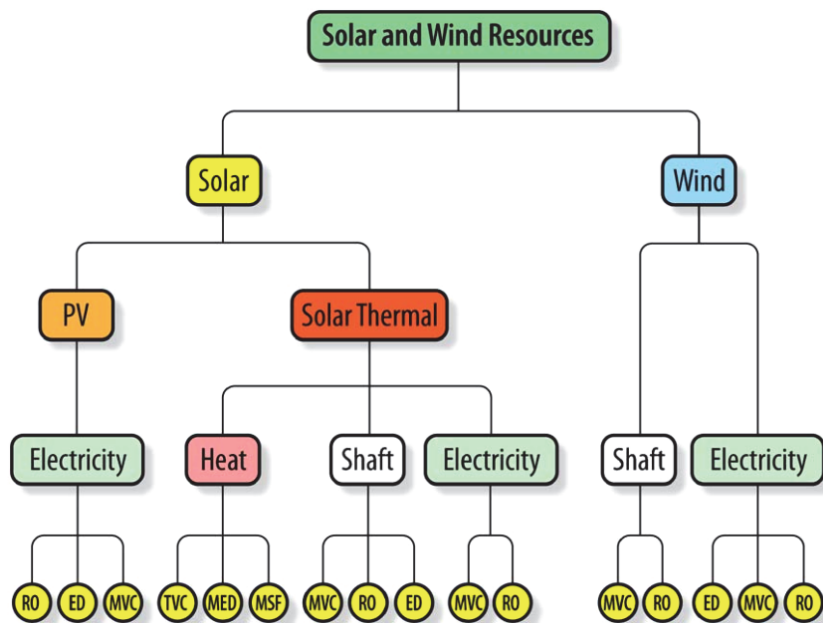 Solar and Wind Resources
Solar
Wind
PV
Solar Thermal
Electricity
Heat
Shaft
Electricity
Shaft
Electricity
RO
ED
MVC
TVC
MED
MSF
MVC
RO
ED
MVC
RO
MVC
RO
ED
MVC
RO